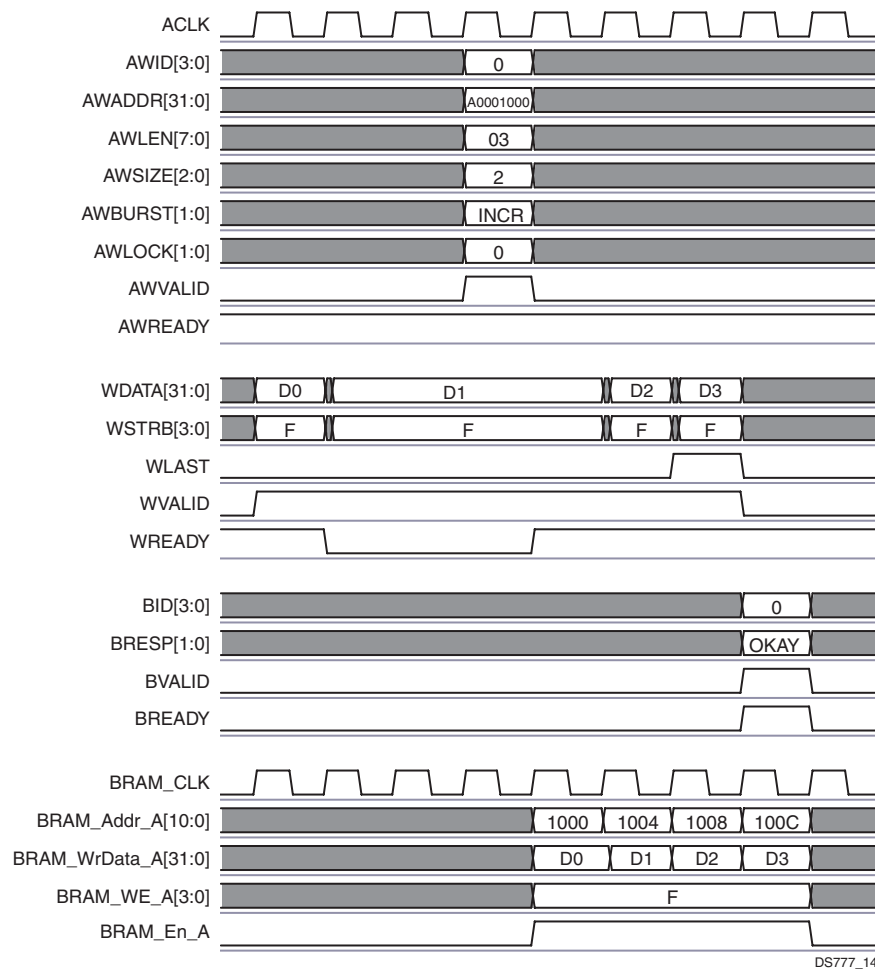 ACLK
AWID[3:0] 0
AWADDR[31:0] A0001000
AWLEN[7:0] 03
AWSIZE[2:0] 2
AWBURST[1:0] INCR
AWLOCK[1:0] 0
AWVALID
AWREADY
WDATA[31:0] D0 D1 D2 D3
WSTRB[3:0] F F F F
WLAST
WVALID
WREADY
BID[3:0] 0
BRESP[1:0] OKAY
BVALID
BREADY
BRAM_CLK
BRAM_Addr_A[10:0] 1000 1004 1008 100C
BRAM_WrData_A[31:0] D0 D1 D2 D3
BRAM_WE_A[3:0] F
BRAM_En_A
DS777_14